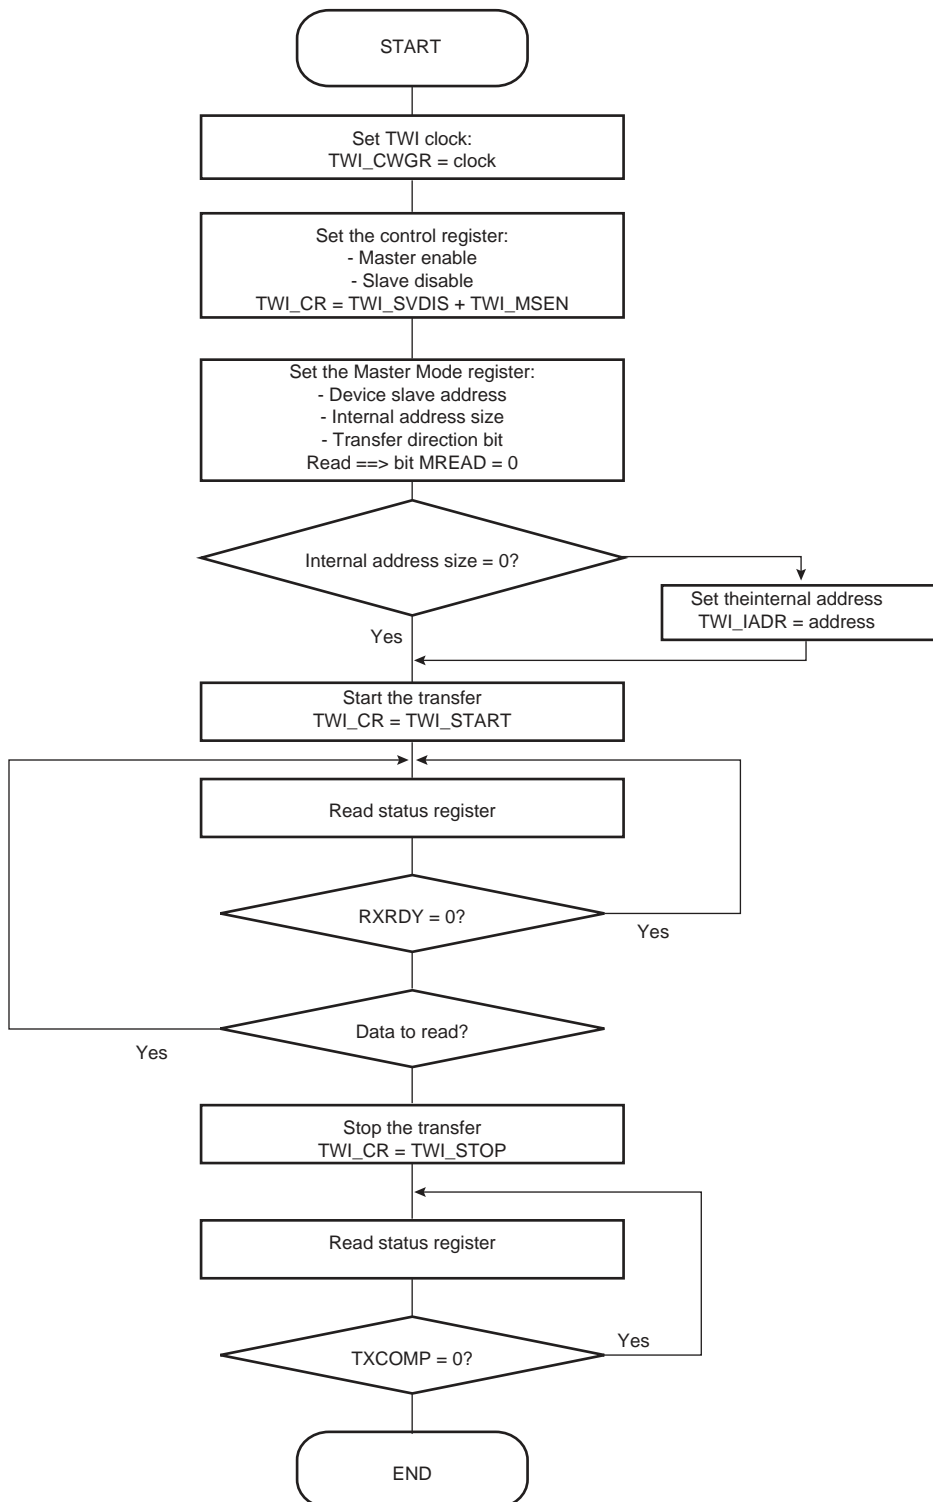 START
Set TWI clock:
TWI_CWGR = clock
Set the control register:
- Master enable
- Slave disable
TWI_CR = TWI_SVDIS + TWI_MSEN
Set the Master Mode register:
- Device slave address
- Internal address size
- Transfer direction bit
Read ==> bit MREAD = 0
Internal address size = 0?
Set theinternal address
TWI_IADR = address
Yes
Start the transfer
TWI_CR = TWI_START
Read status register
RXRDY = 0?
Yes
Data to read?
Yes
Stop the transfer
TWI_CR = TWI_STOP
Read status register
TXCOMP = 0?
Yes
END